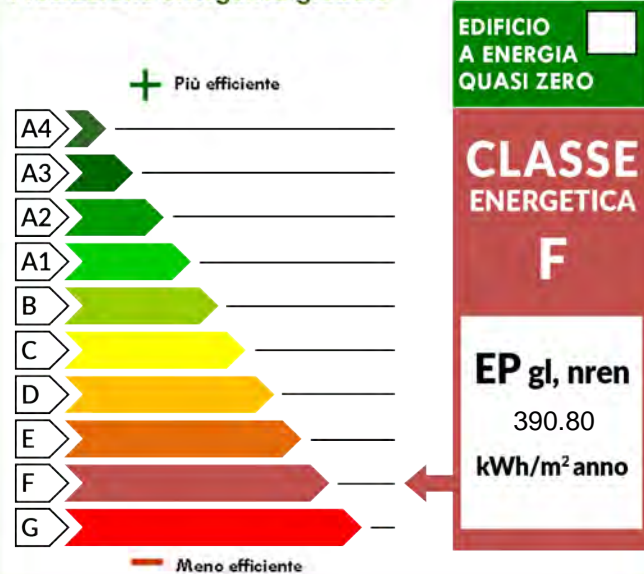 EDIFICIO
A ENERGIA
QUASI ZERO
+ Più efficiente
A4
A3
A2
A1
B
C
D
E
F
G
Meno efficiente
CLASSE
ENERGETICA
F
EP gl, nren
390.80
kWh/m² anno